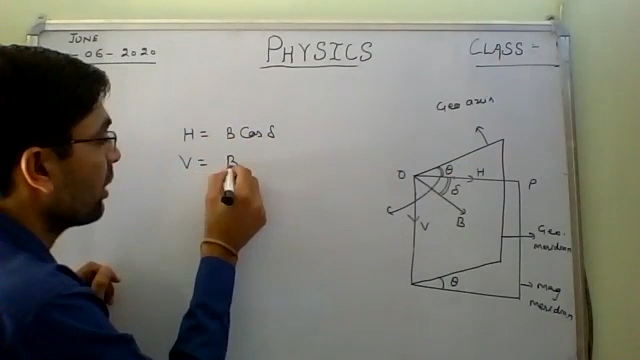 JUNE
-06-2020
PHYSICS
CLASS -
Geo axis
H = B Cos δ
V = B
O
θ
H
δ
P
V
B
Geo.
meridian
θ
Mag
meridian